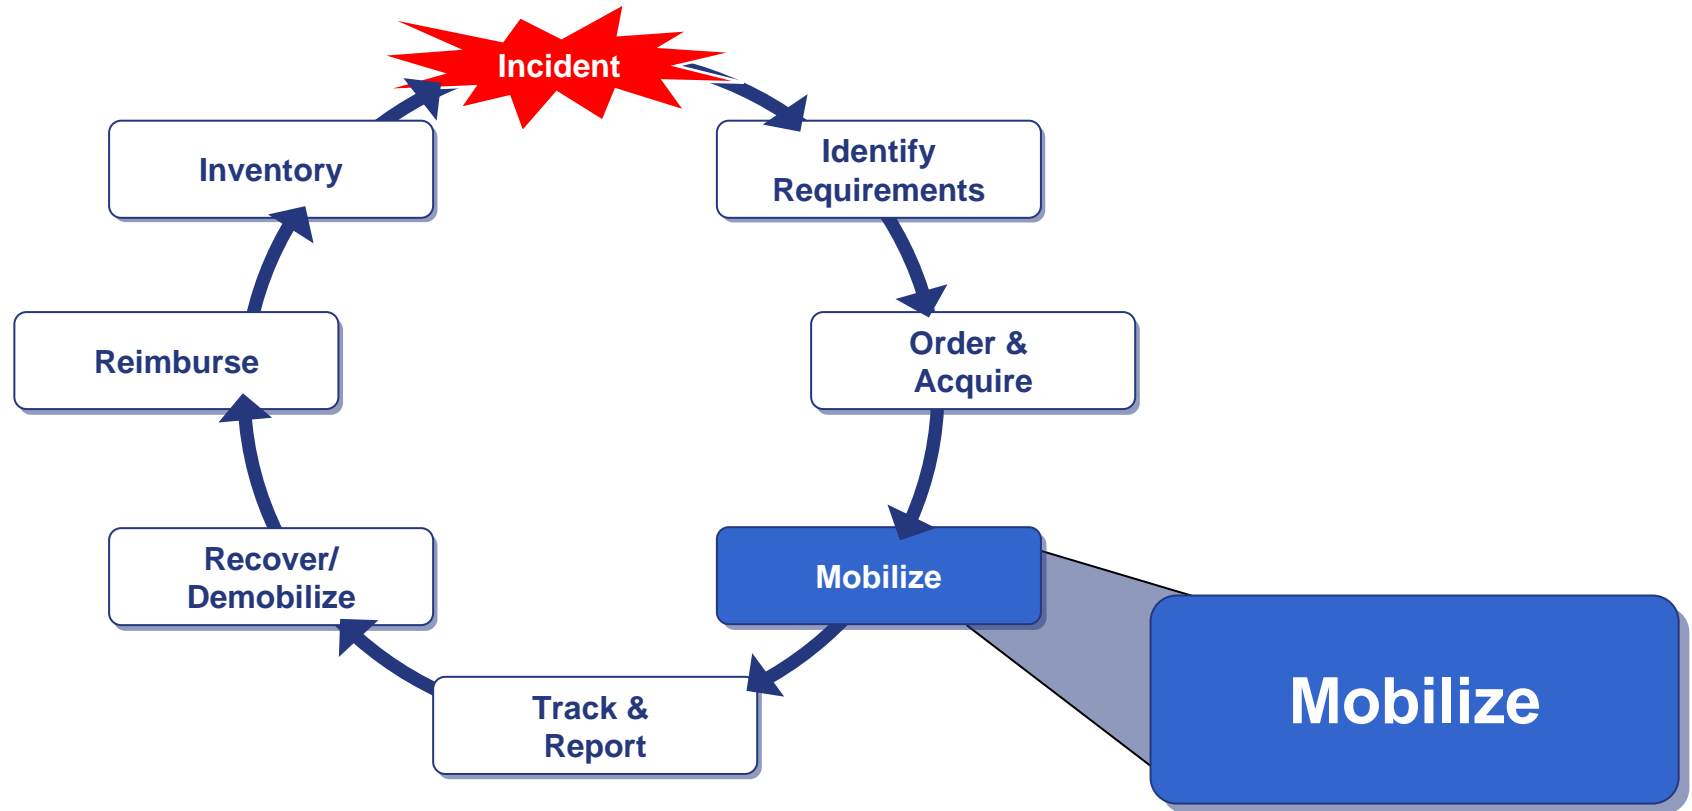 Incident
Identify
Requirements
Order &
Acquire
Mobilize
Mobilize
Track &
Report
Recover/
Demobilize
Reimburse
Inventory